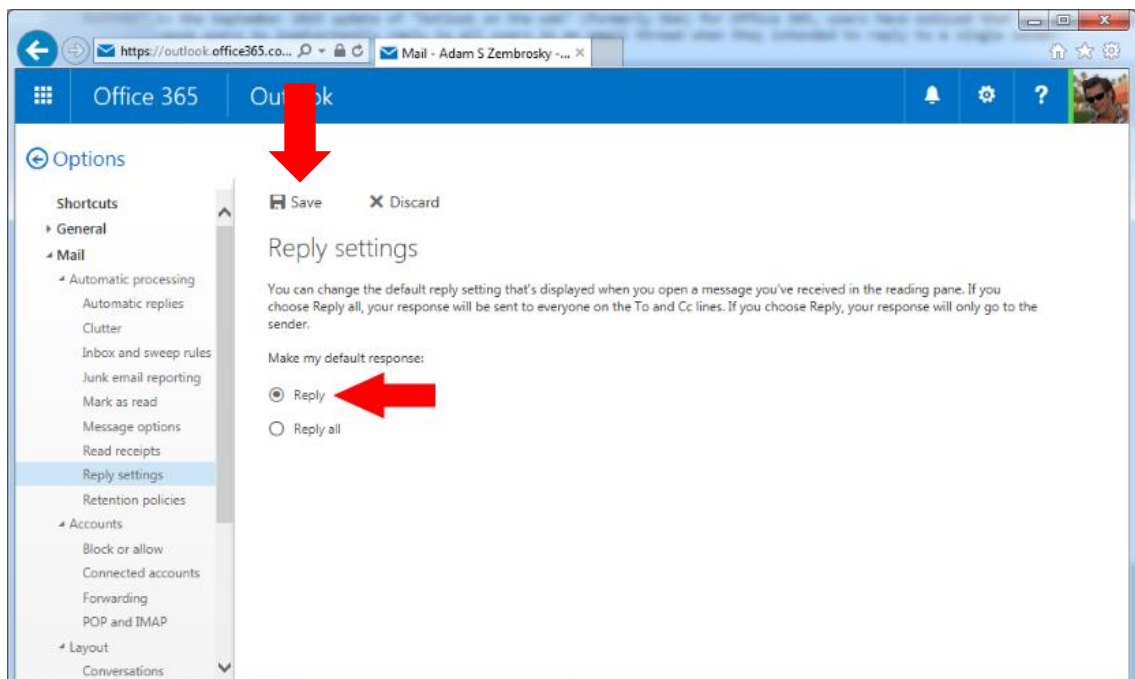 https://outlook.office365.co...
Mail - Adam S Zembrosky -...
Office 365
Outlook
?
Options
Shortcuts
General
Mail
Automatic processing
Automatic replies
Clutter
Inbox and sweep rules
Junk email reporting
Mark as read
Message options
Read receipts
Reply settings
Retention policies
Accounts
Block or allow
Connected accounts
Forwarding
POP and IMAP
Layout
Conversations
Save
Discard
Reply settings
You can change the default reply setting that's displayed when you open a message you've received in the reading pane. If you
choose Reply all, your response will be sent to everyone on the To and Cc lines. If you choose Reply, your response will only go to the
sender.
Make my default response:
Reply
Reply all